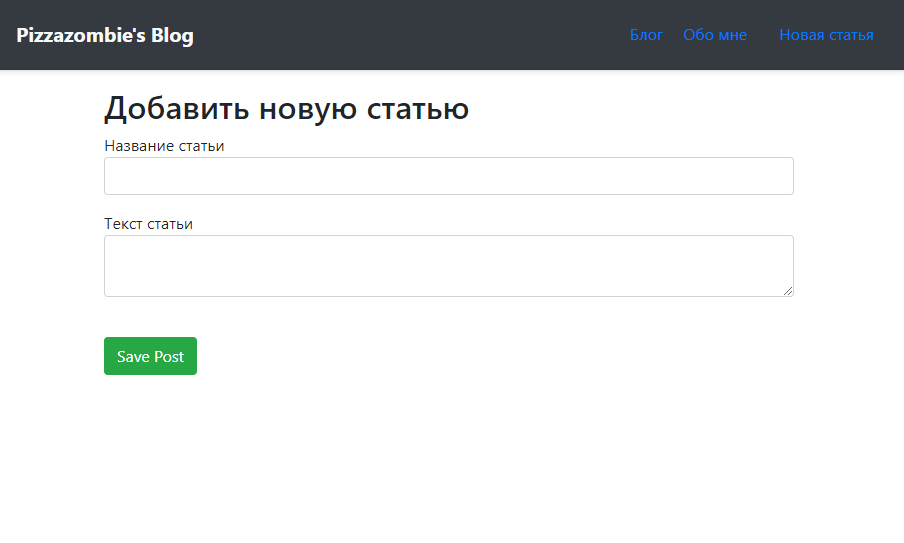 Pizzazombie's Blog
Блог Обо мне Новая статья
Добавить новую статью
Название статьи
Текст статьи
Save Post